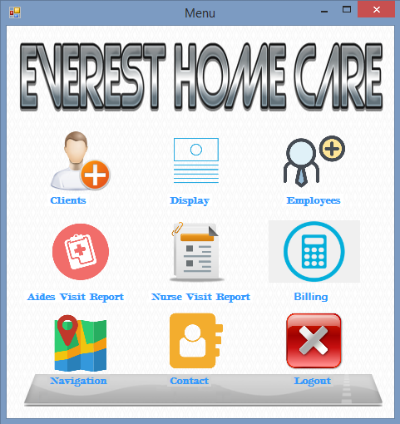 Menu
EVEREST HOME CARE
Clients
Display
Employees
Aides Visit Report
Nurse Visit Report
Billing
Navigation
Contact
Logout